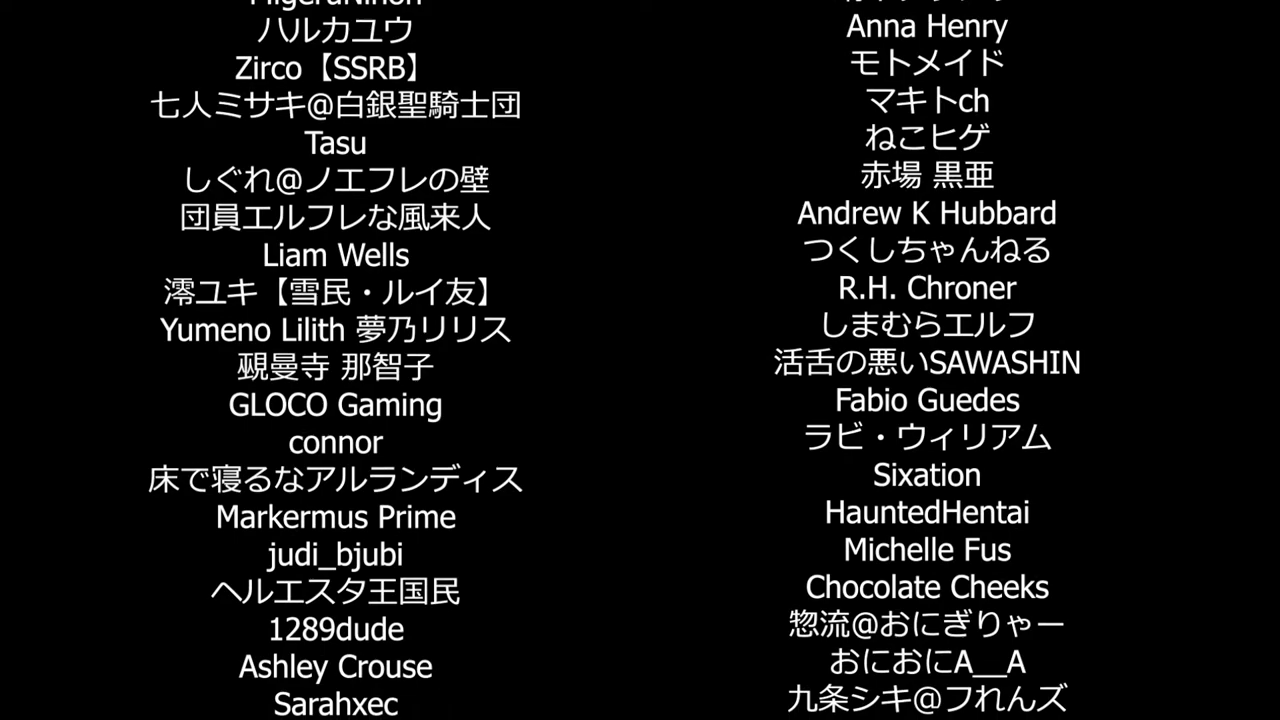 ハルカユウ
Zirco【SSRB】
七人ミサキ@白銀聖騎士団
Tasu
しぐれ@ノエフレの壁
団員エルフレな風来人
Liam Wells
澪ユキ【雪民・ルイ友】
Yumeno Lilith 夢乃リリス
覡曼寺 那智子
GLOCO Gaming
connor
床で寝るなアルランディス
Markermus Prime
judi_bjubi
ヘルエスタ王国民
1289dude
Ashley Crouse
Sarahxec
Anna Henry
モトメイド
マキトch
ねこヒゲ
赤場 黒亜
Andrew K Hubbard
つくしちゃんねる
R.H. Chroner
しまむらエルフ
活舌の悪いSAWASHIN
Fabio Guedes
ラビ・ウィリアム
Sixation
HauntedHentai
Michelle Fus
Chocolate Cheeks
惣流@おにぎりゃー
おにおにA__A
九条シキ@フれんズ